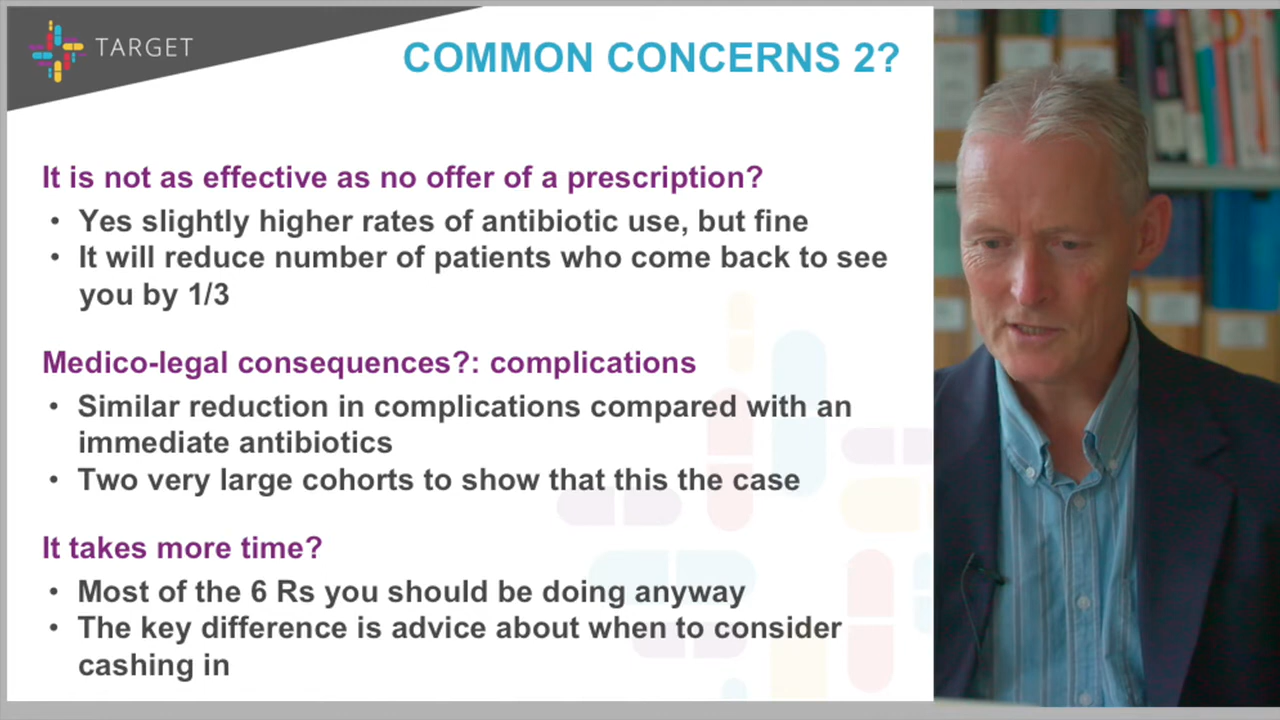 TARGET
COMMON CONCERNS 2?
It is not as effective as no offer of a prescription?
• Yes slightly higher rates of antibiotic use, but fine
• It will reduce number of patients who come back to see
you by 1/3
Medico-legal consequences?: complications
• Similar reduction in complications compared with an
immediate antibiotics
• Two very large cohorts to show that this the case
It takes more time?
• Most of the 6 Rs you should be doing anyway
• The key difference is advice about when to consider
cashing in